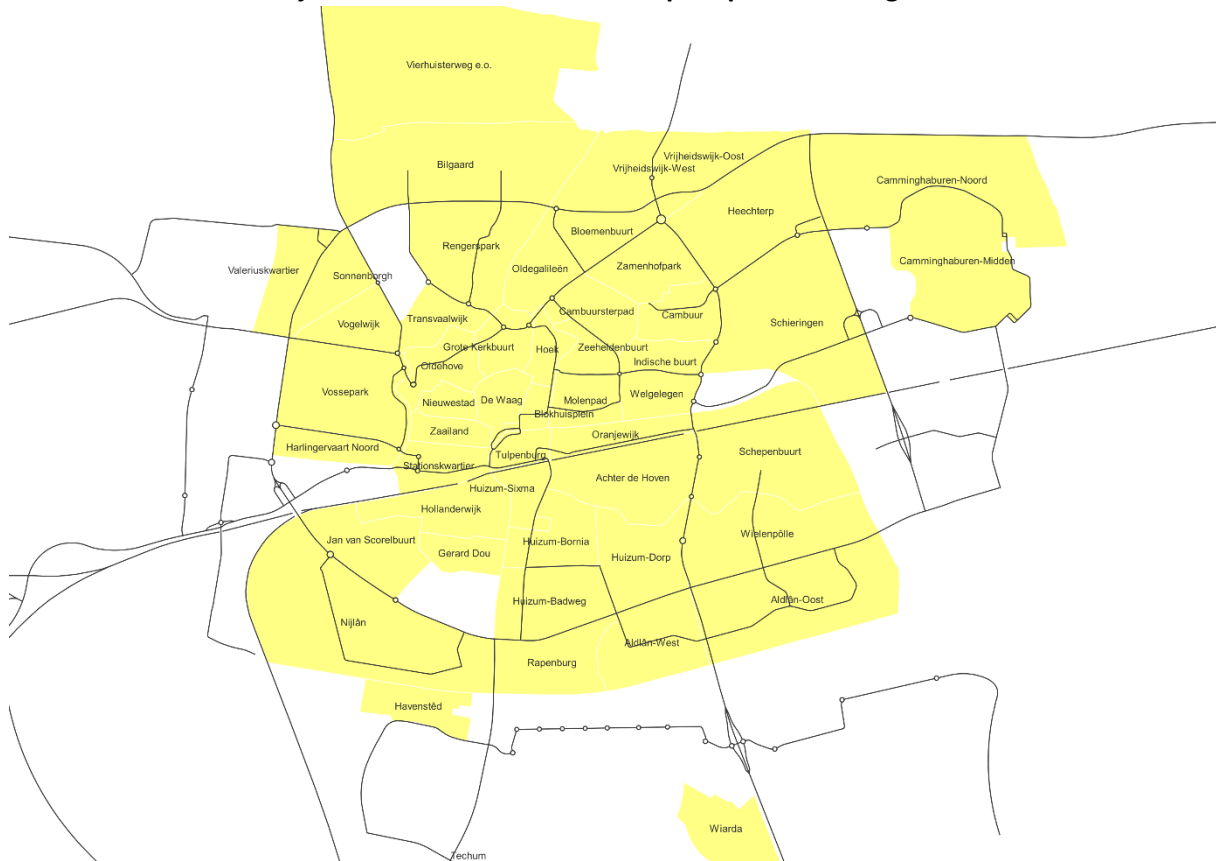 Vierhuisterweg e.o.
Vrijheidswijk-Oost
Bilgaard
Vrijheidswijk-West
Camminghaburen-Noord
Heechterp
Bloemenbuurt
Rengerspark
Camminghaburen-Midden
Zamenhofpark
Oldegalileën
Valeriuskwartier
Sonnenborgh
Cambuursterpad
Cambuur
Transvaalwijk
Schieringen
Vogelwijk
Grote Kerkbuurt
Hoek
Zeeheldenbuurt
Indische buurt
Oldehove
Vossepark
Welgelegen
De Waag
Molenpad
Nieuwestad
Blokhuisplein
Zaailand
Oranjewijk
Harlingervaart Noord
Schepenbuurt
Tulpenburg
Stationskwartier
Achter de Hoven
Huizum-Sixma
Hollanderwijk
Wielenpôlle
Jan van Scorelbuurt
Huizum-Bornia
Gerard Dou
Huizum-Dorp
Aldlân-Oost
Huizum-Badweg
Nijlân
Aldlân-West
Rapenburg
Havenstêd
Wiarda
Techum